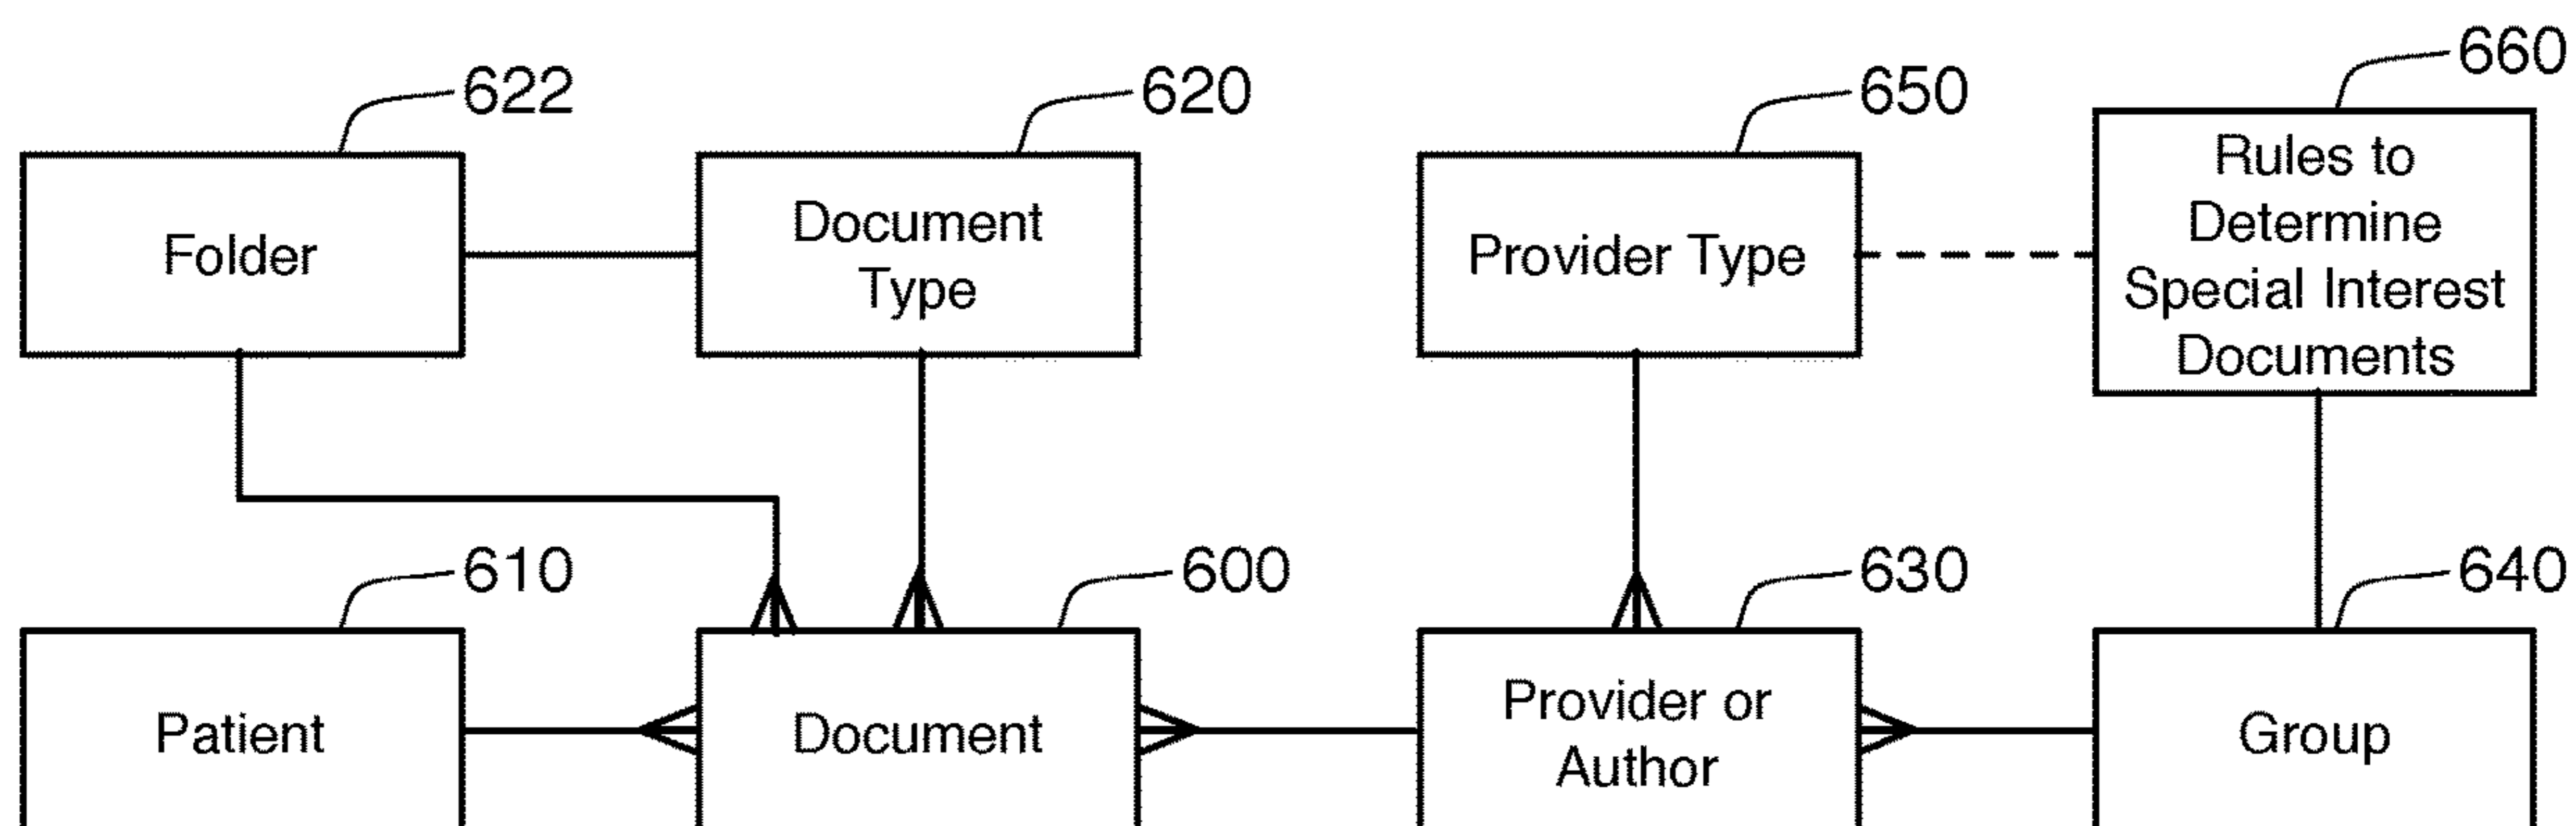 660
622
620
650
Folder
Document
Type
Provider Type
Rules to
Determine
Special Interest
Documents
610
600
630
640
Patient
Document
Provider or
Author
Group